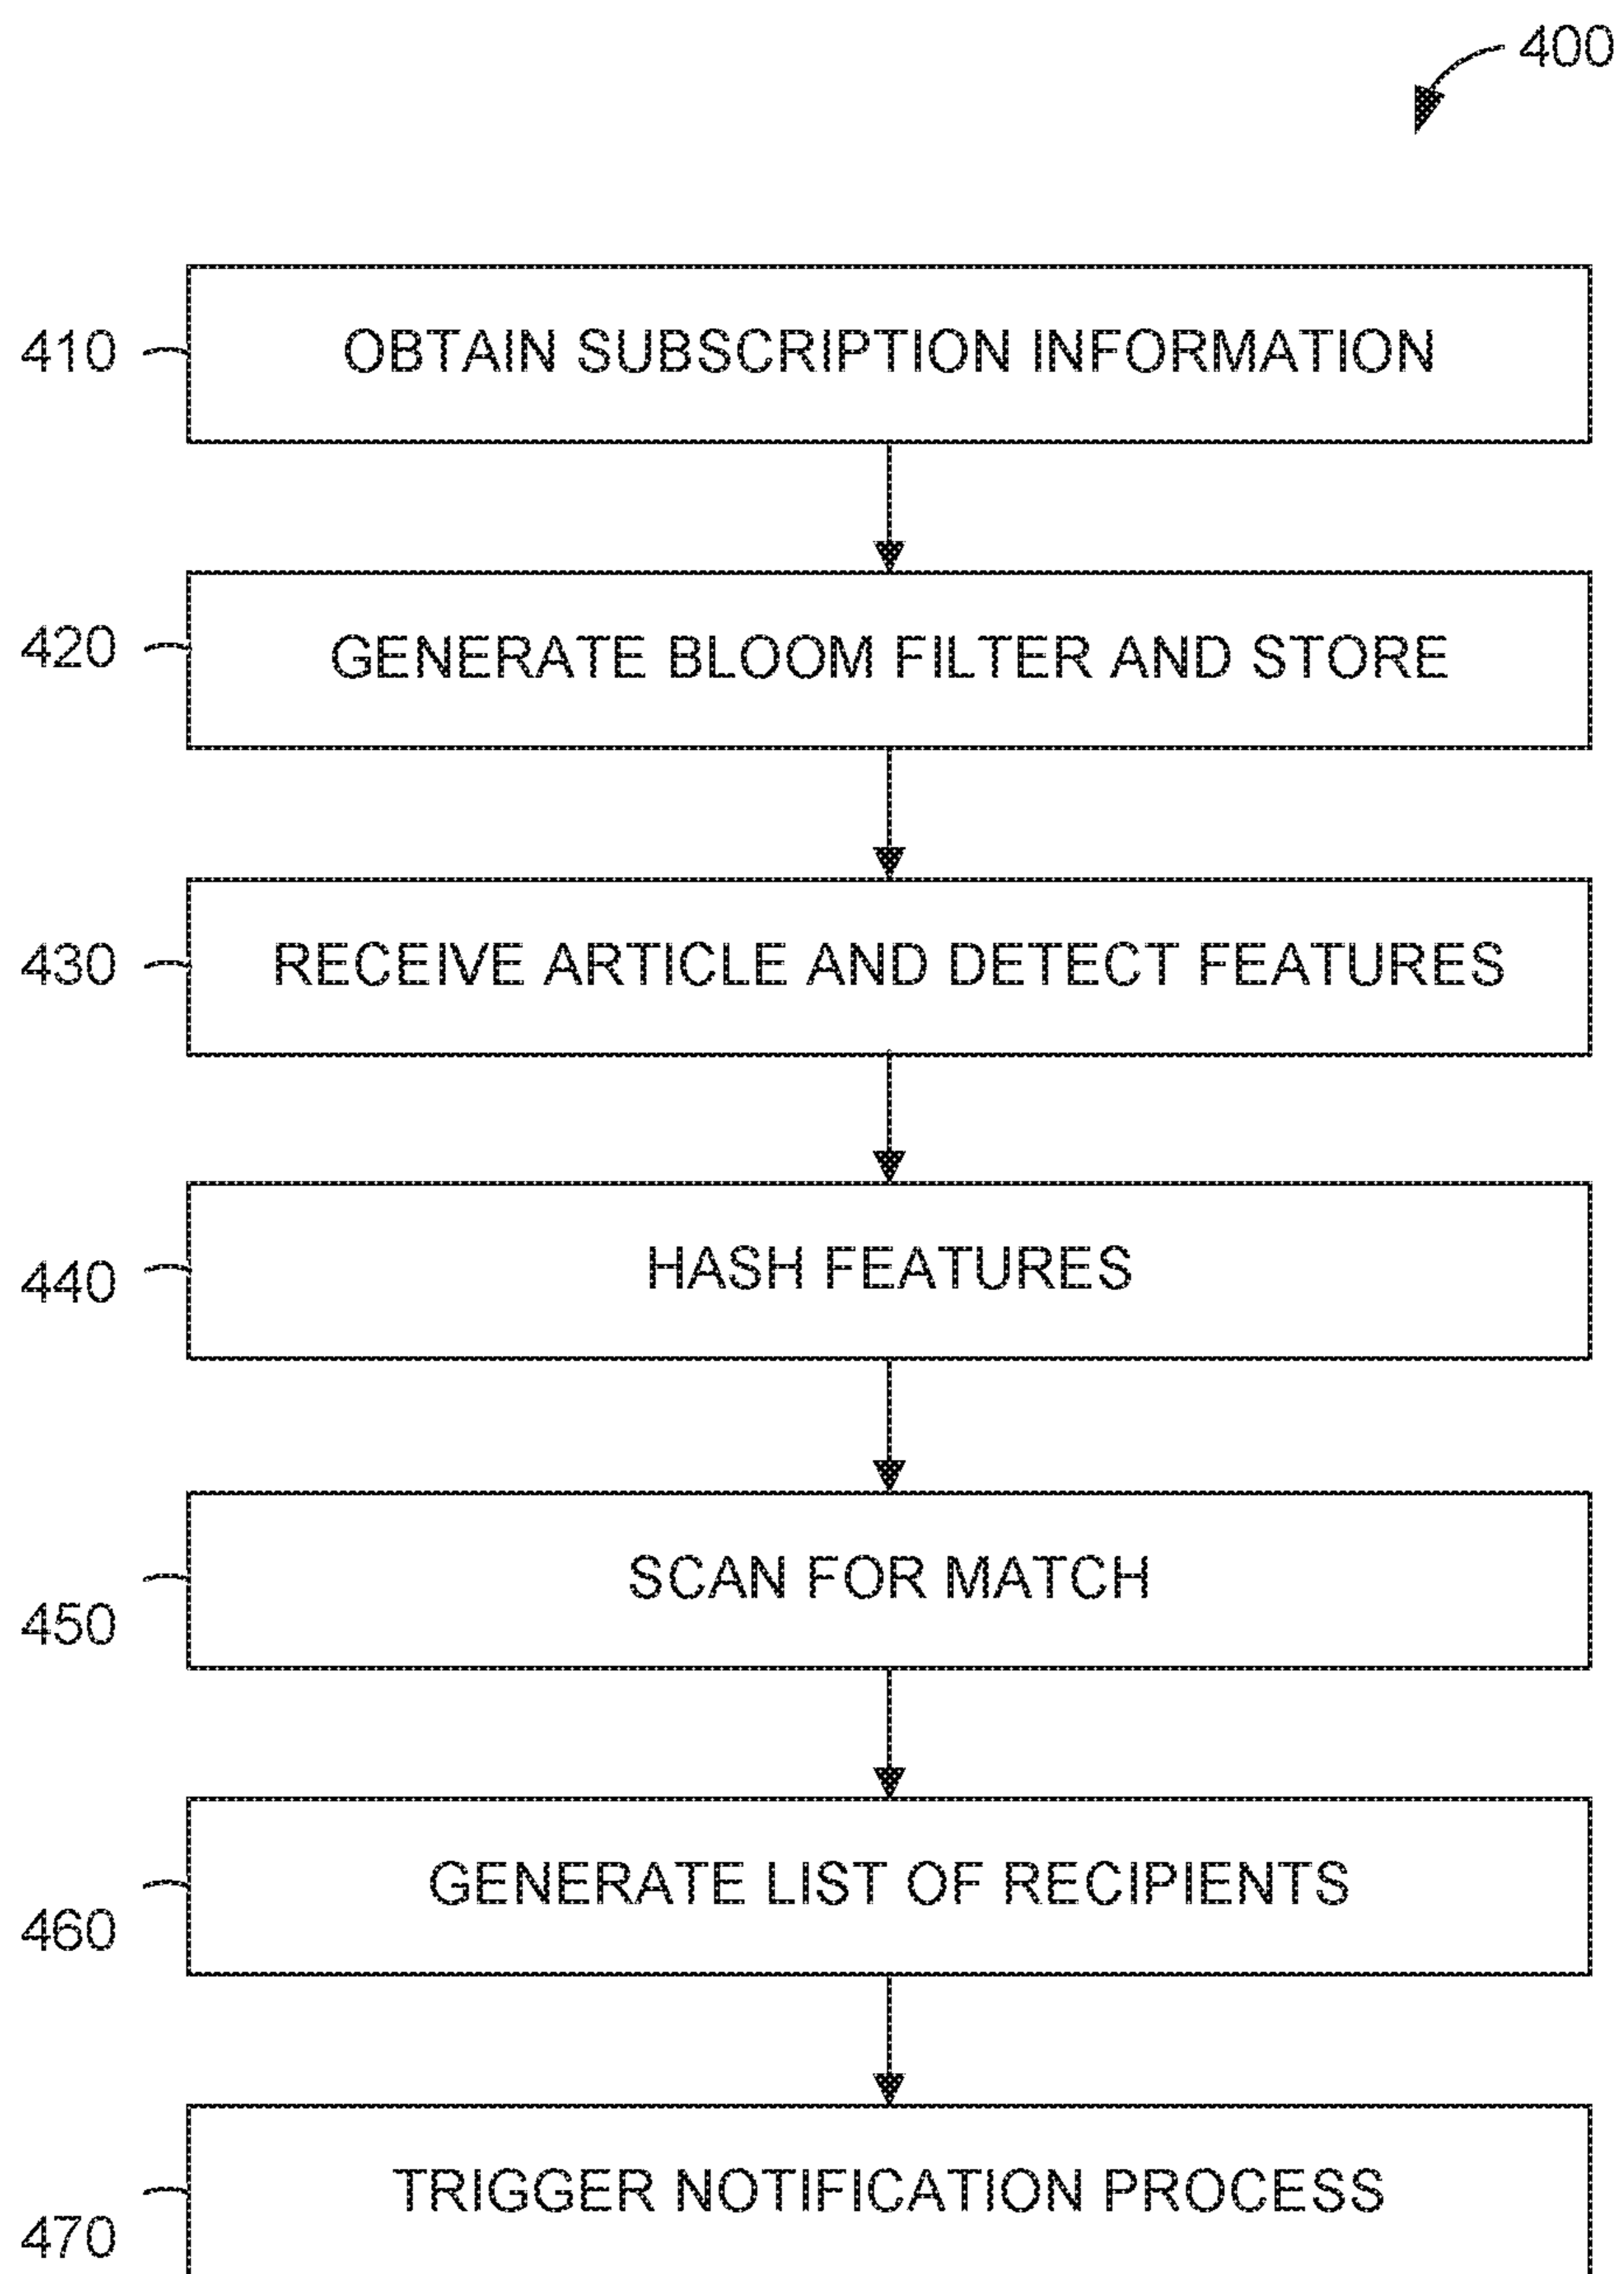 400
410 OBTAIN SUBSCRIPTION INFORMATION
420 GENERATE BLOOM FILTER AND STORE
430 RECEIVE ARTICLE AND DETECT FEATURES
440 HASH FEATURES
450 SCAN FOR MATCH
460 GENERATE LIST OF RECIPIENTS
470 TRIGGER NOTIFICATION PROCESS